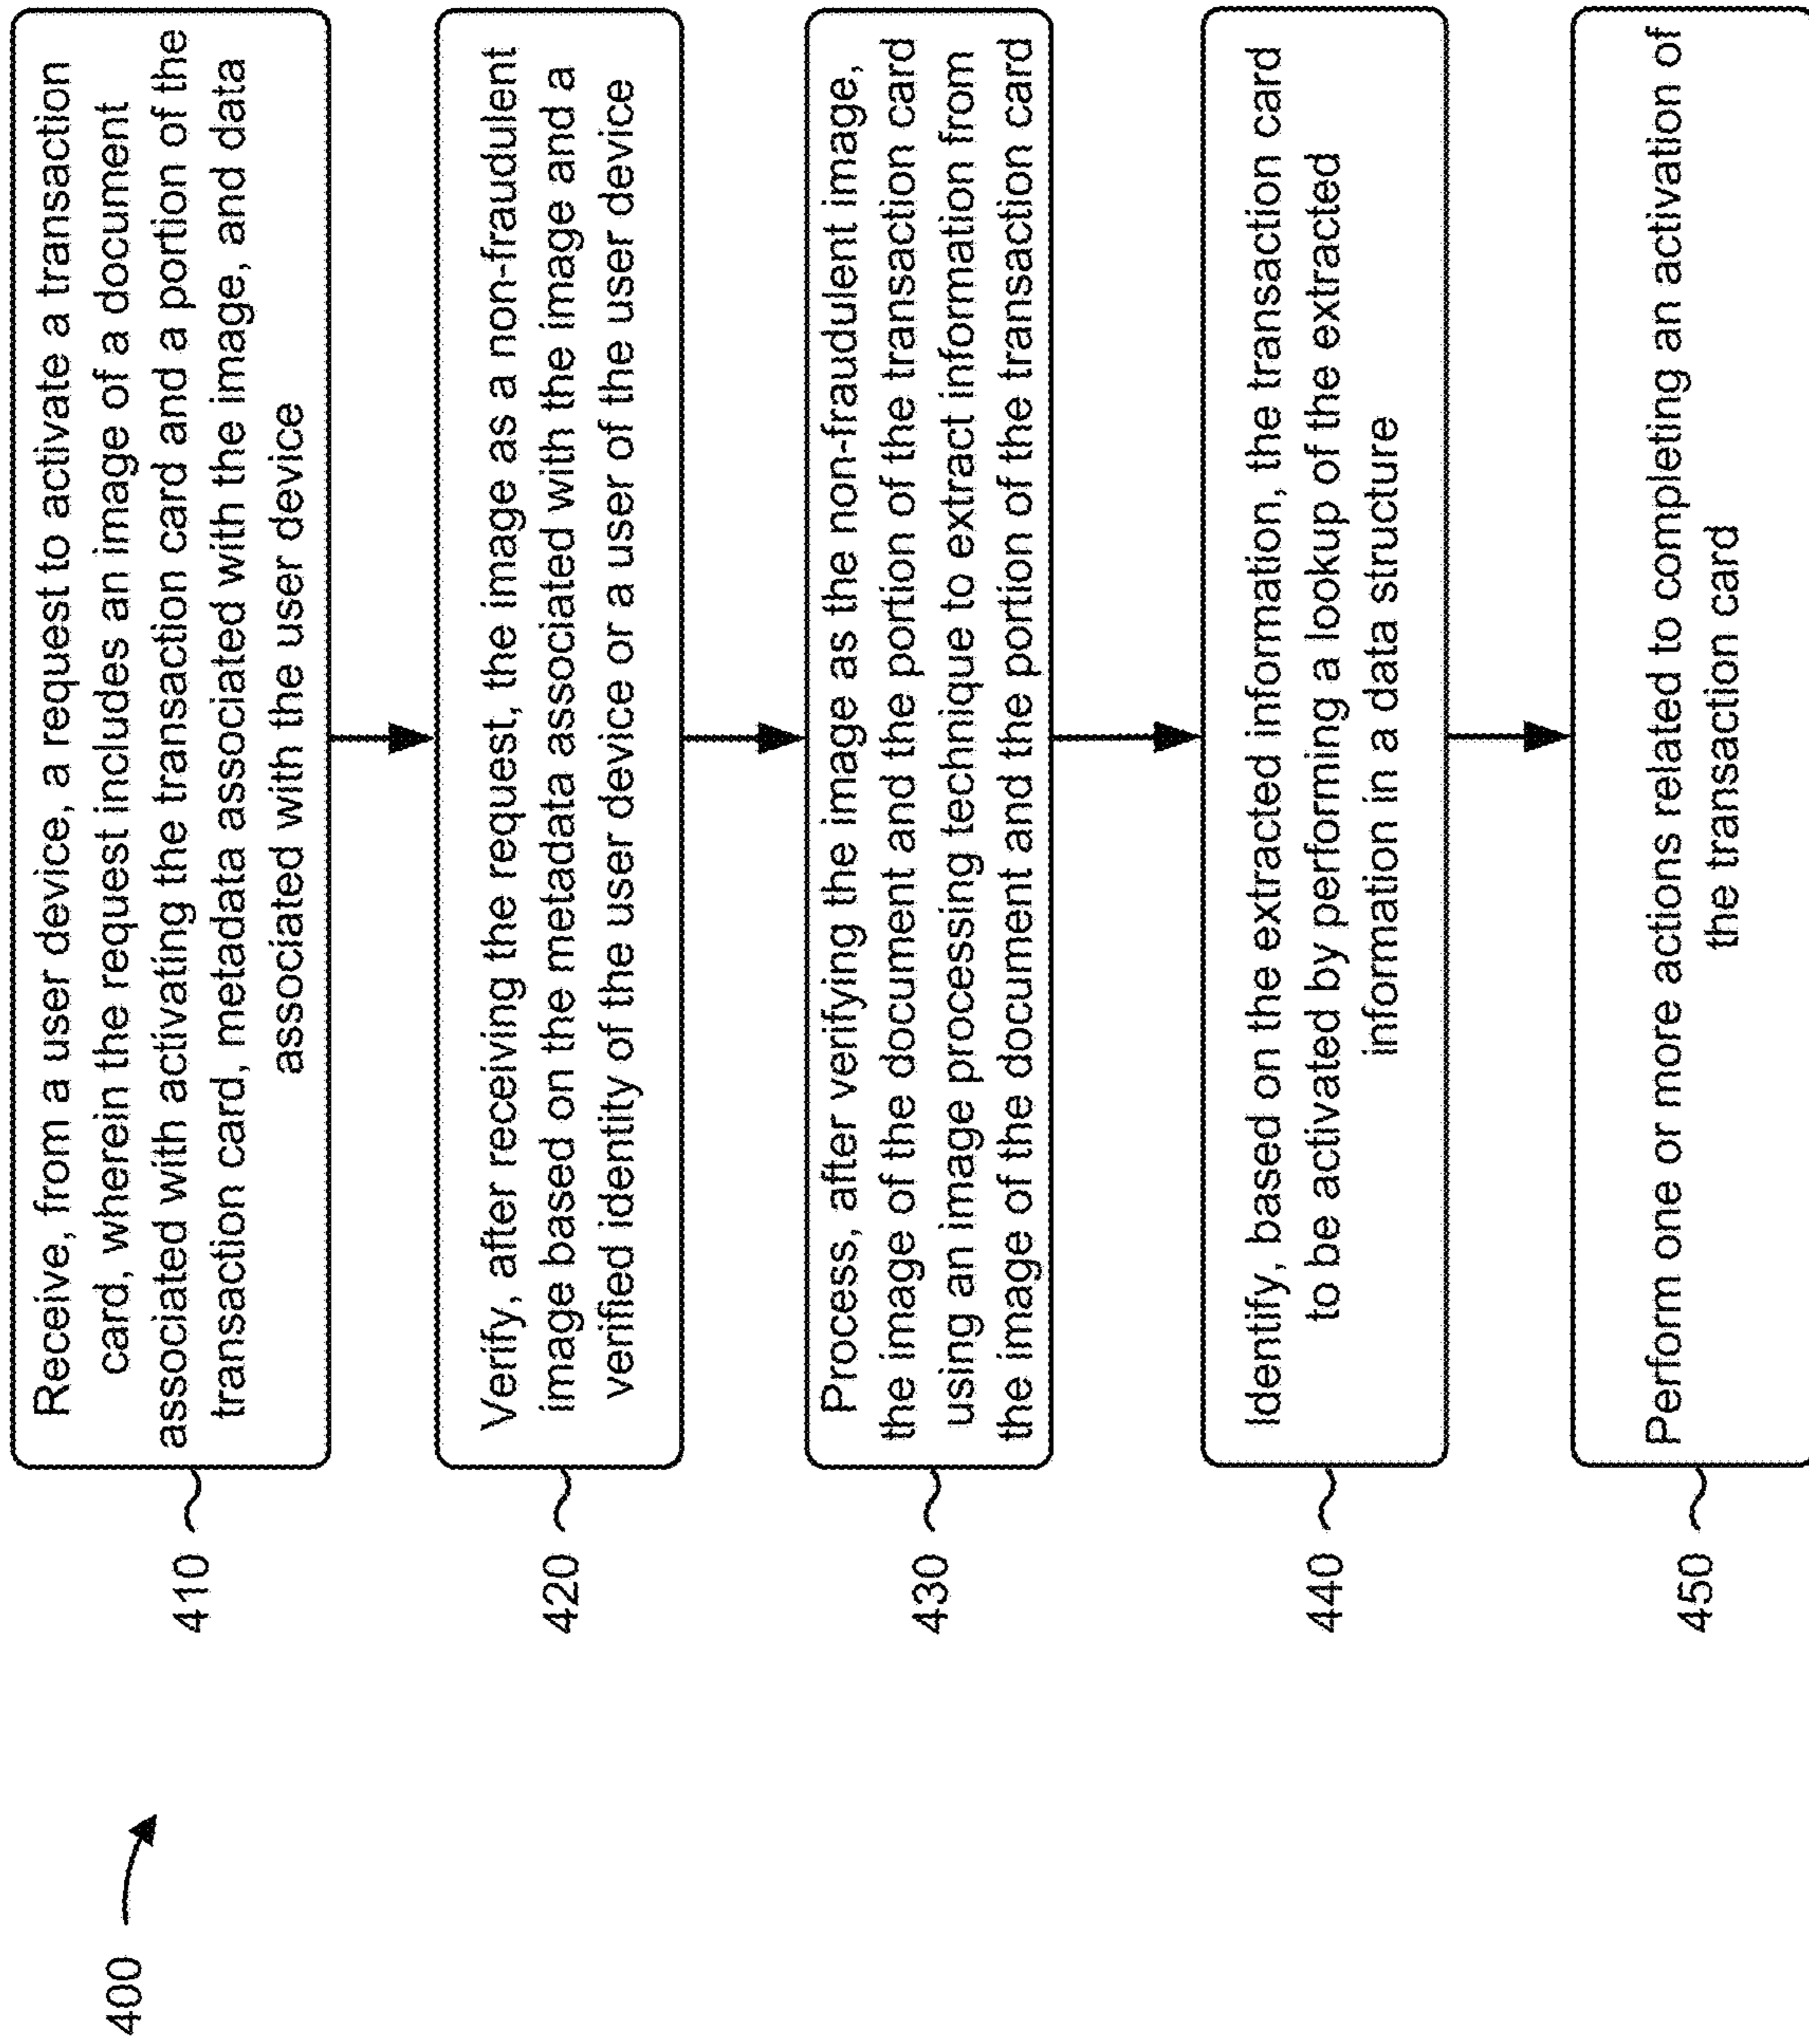 400
410
Receive, from a user device, a request to activate a transaction
card, wherein the request includes an image of a document
associated with activating the transaction card and a portion of the
transaction card, metadata associated with the image, and data
associated with the user device
420
Verify, after receiving the request, the image as a non-fraudulent
image based on the metadata associated with the image and a
verified identity of the user device or a user of the user device
430
Process, after verifying the image as the non-fraudulent image,
the image of the document and the portion of the transaction card
using an image processing technique to extract information from
the image of the document and the portion of the transaction card
440
Identify, based on the extracted information, the transaction card
to be activated by performing a lookup of the extracted
information in a data structure
450
Perform one or more actions related to completing an activation of
the transaction card